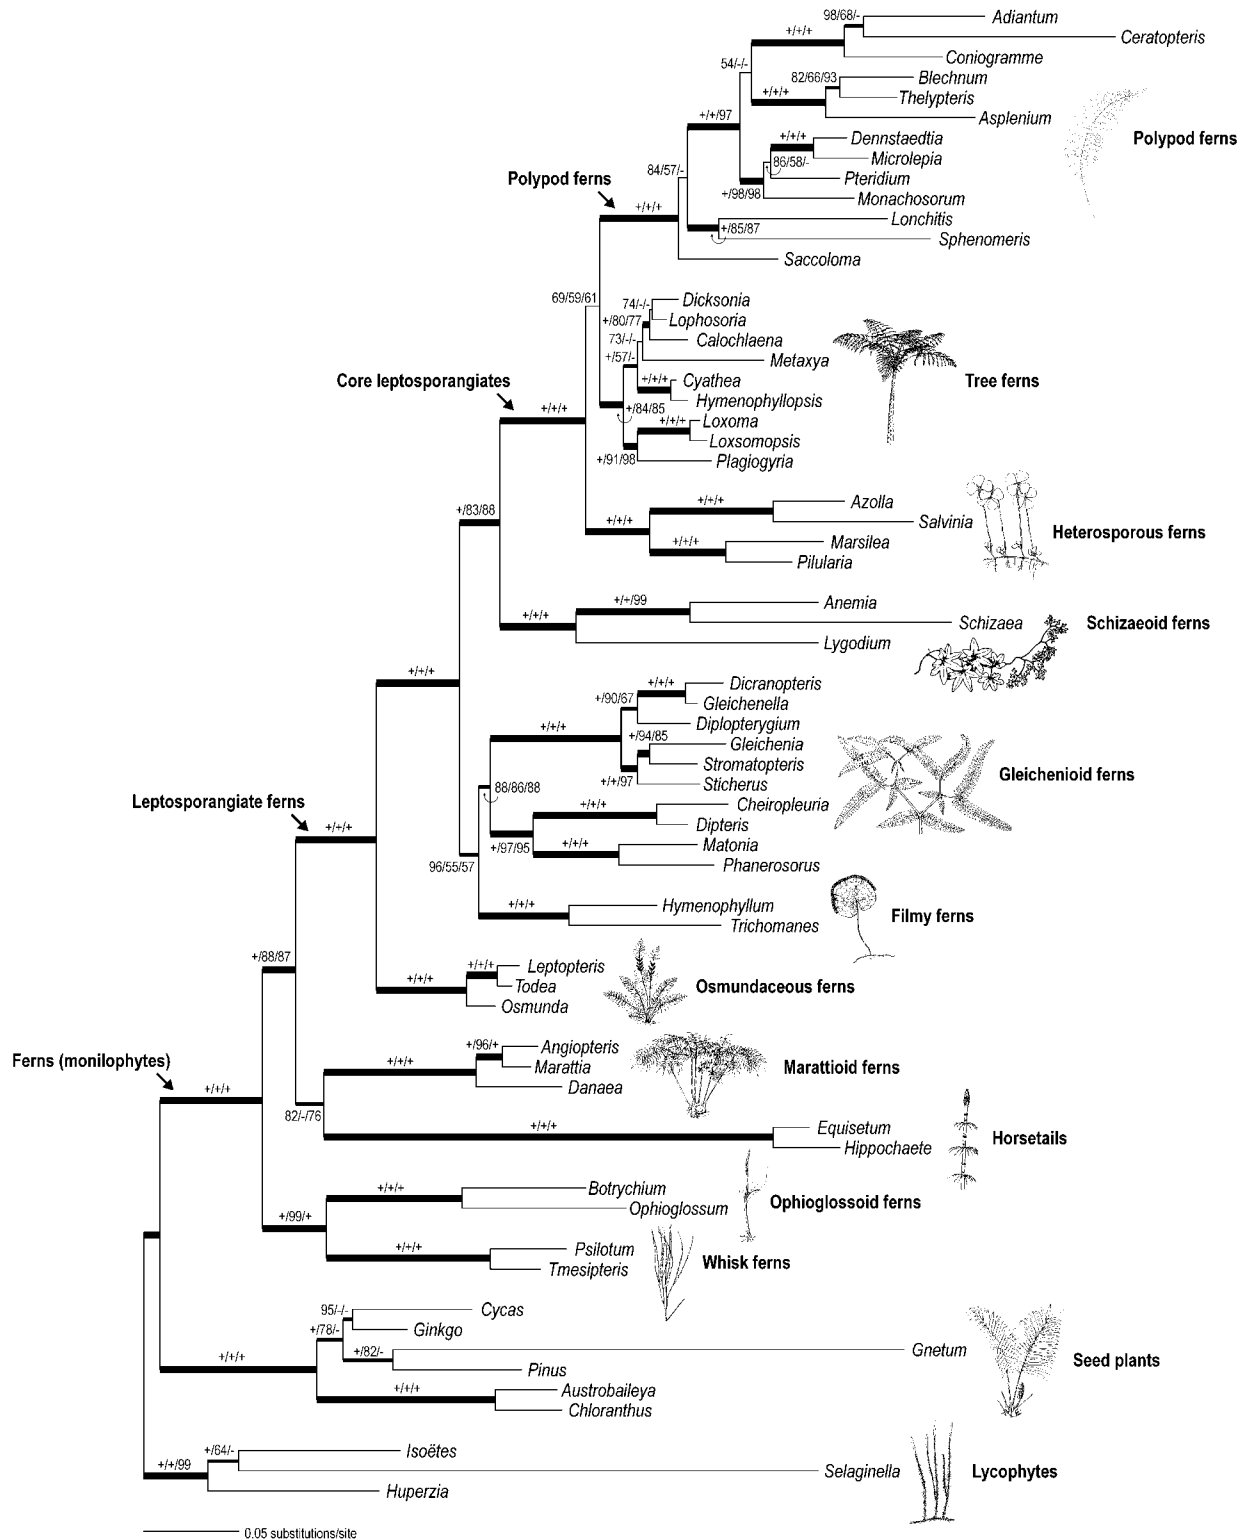 98/68/-
Adiantum
+/+/+
Ceratopteris
Coniogramme
54/-/-
82/66/93
Blechnum
+/+/+
Thelypteris
Asplenium
+/+/97
+/+/+
Dennstaedtia
Polypod ferns
Microlepia
86/58/-
84/57/-
Pteridium
Polypod ferns
+/98/98
Monachosorum
+/+/+
Lonchitis
+/85/87
Sphenomeris
Saccoloma
69/59/61
74/-/-
Dicksonia
+/80/77
Lophosoria
73/-/-
Calochlaena
+/57/-
Metaxya
Core leptosporangiates
+/+/+
Cyathea
Tree ferns
Hymenophyllopsis
+/+/+
+/84/85
+/+/+
Loxoma
Loxsomopsis
+/91/98
Plagiogyria
+/+/+
Azolla
+/83/88
+/+/+
Salvinia
Heterosporous ferns
+/+/+
Marsilea
Pilularia
+/+/99
Anemia
+/+/+
Schizaea
Schizaeoid ferns
Lygodium
+/+/+
+/+/+
Dicranopteris
+/90/67
Gleichenella
+/+/+
Diplopterygium
+/94/85
Gleichenia
Stromatopteris
Gleichenioid ferns
+/+/97
Sticherus
88/86/88
Leptosporangiate ferns
+/+/+
+/+/+
Cheiropleuria
Dipteris
+/97/95
+/+/+
Matonia
96/55/57
Phanerosorus
+/+/+
Hymenophyllum
Filmy ferns
Trichomanes
+/88/87
+/+/+
+/+/+
Leptopteris
Todea
Osmundaceous ferns
Osmunda
+/96/+
Angiopteris
Ferns (monilophytes)
+/+/+
Marattia
Marattioid ferns
+/+/+
Danaea
82/-/76
+/+/+
Equisetum
Horsetails
Hippochaete
+/+/+
Botrychium
Ophioglossoid ferns
+/99/+
Ophioglossum
+/+/+
Psilotum
Whisk ferns
Tmesipteris
95/-/-
Cycas
+/78/-
Ginkgo
+/82/-
Gnetum
+/+/+
Pinus
Seed plants
+/+/+
Austrobaileya
Chloranthus
+/64/-
Isoëtes
+/+/99
Selaginella
Lycophytes
Huperzia
0.05 substitutions/site